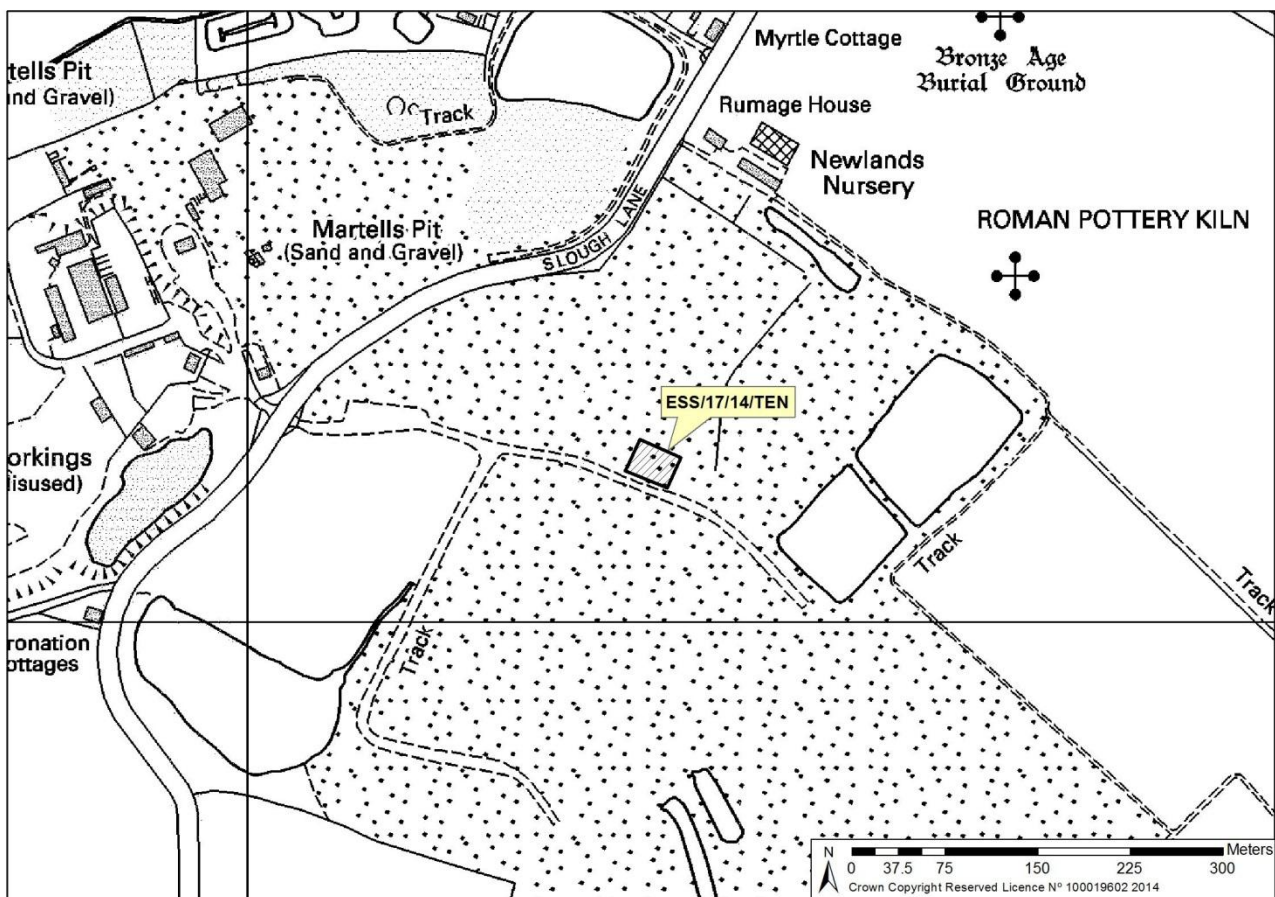 Myrtle Cottage
Bronze Age
Burial Ground
tells Pit
nd Gravel)
Track
Rumage House
Newlands
Nursery
ROMAN POTTERY KILN
Martells Pit
(Sand and Gravel)
SLOUGH LANE
ESS/17/14/TEN
orkings
isused)
Track
Track
Track
ronation
ottages
N
Meters
0 37.5 75 150 225 300
Crown Copyright Reserved Licence Nº 100019602 2014